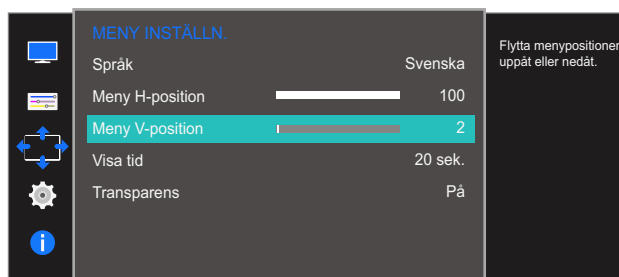 MENY INSTÄLLN.
Språk Svenska
Meny H-position 100
Meny V-position 2
Visa tid 20 sek.
Transparens På
Flytta menypositionen
uppåt eller nedåt.